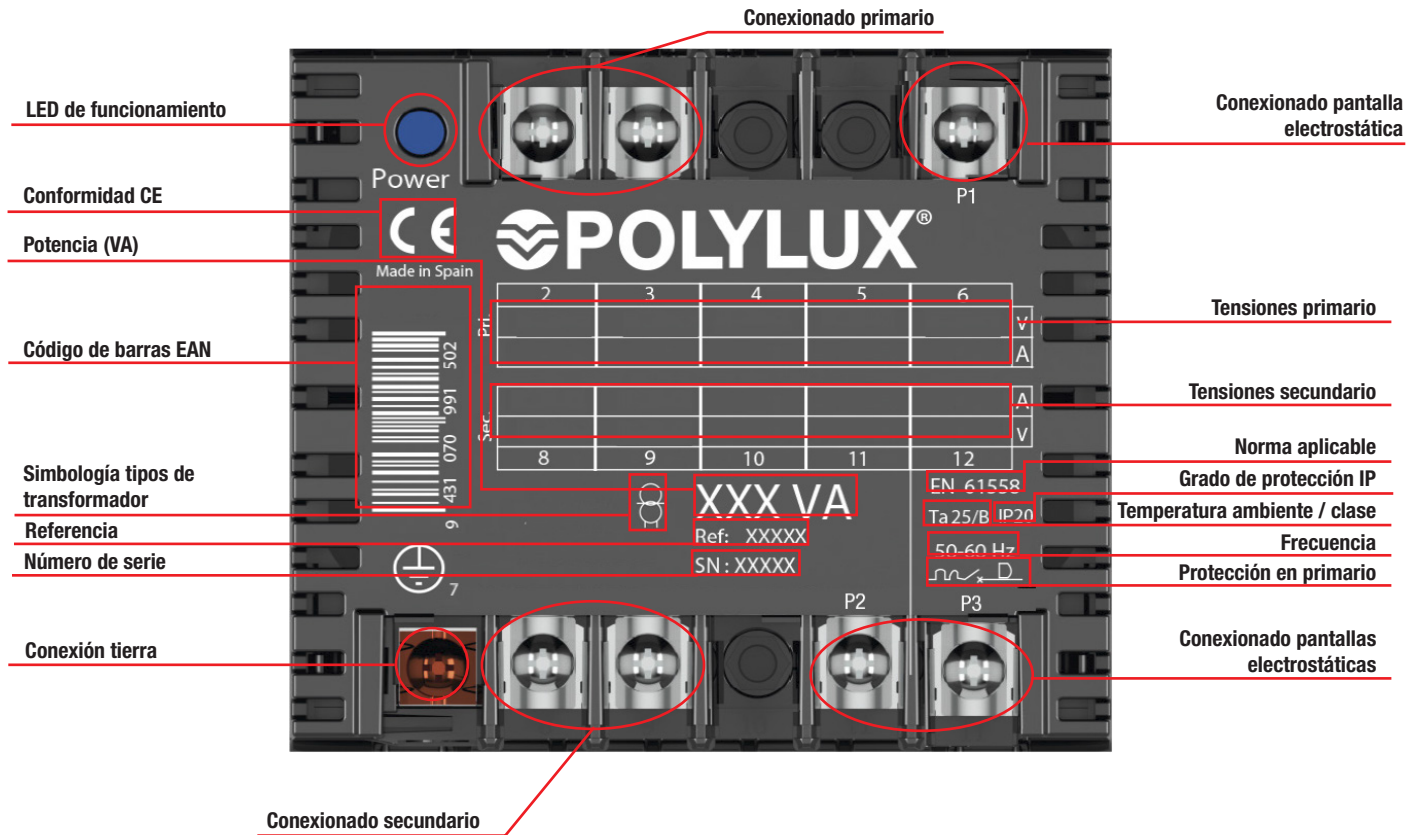 Conexionado primario
LED de funcionamiento
Conexionado pantalla
electrostática
Power
P1
Conformidad CE
CE
POLYLUX®
Potencia (VA)
Made in Spain
2 3 4 5 6
Pri.
V
Tensiones primario
A
Código de barras EAN
9 431 070 991 502
Sec.
A
Tensiones secundario
V
8 9 10 11 12
Norma aplicable
EN 61558
Grado de protección IP
Simbología tipos de
transformador
XXX VA
Ta 25/B IP20
Temperatura ambiente / clase
Referencia
Ref: XXXXX
50-60 Hz
Frecuencia
Número de serie
SN : XXXXX
D
Protección en primario
7
P2 P3
Conexión tierra
Conexionado pantallas
electrostáticas
Conexionado secundario